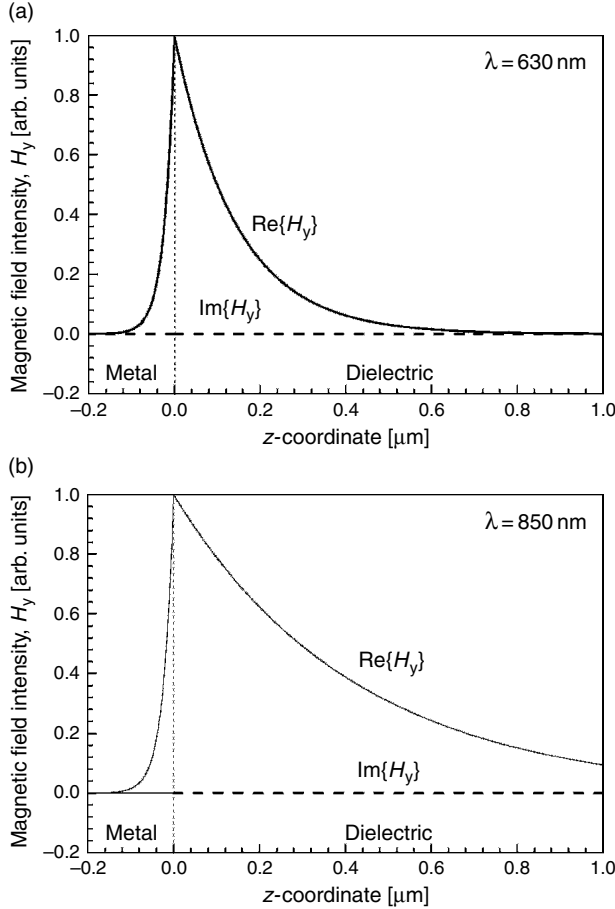 (a)
1.0
0.8
0.6
0.4
0.2
0.0
−0.2
Magnetic field intensity, Hy [arb. units]
λ = 630 nm
Re{Hy}
Im{Hy}
Metal
Dielectric
−0.2 0.0 0.2 0.4 0.6 0.8 1.0
z-coordinate [μm]
(b)
1.0
0.8
0.6
0.4
0.2
0.0
−0.2
Magnetic field intensity, Hy [arb. units]
λ = 850 nm
Re{Hy}
Im{Hy}
Metal
Dielectric
−0.2 0.0 0.2 0.4 0.6 0.8 1.0
z-coordinate [μm]